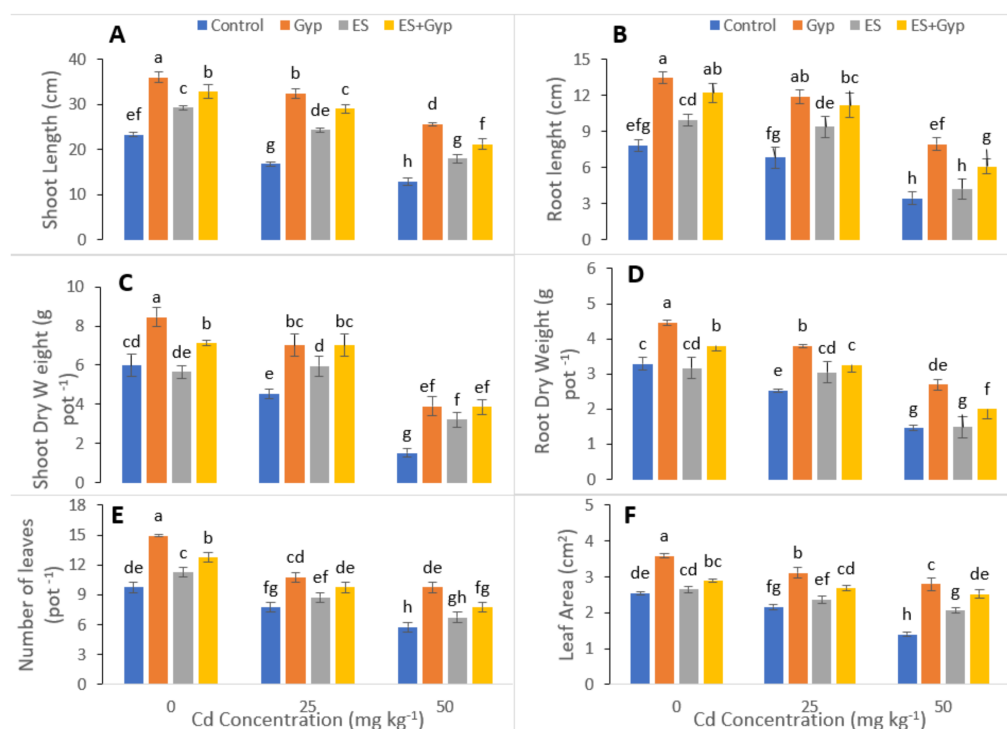 A
Control Gyp ES ES+Gyp
Shoot Length (cm)
40
30
20
10
0
ef a c b
g b de c
h d g f
B
Control Gyp ES ES+Gyp
Root lenght (cm)
15
12
9
6
3
0
efg a cd ab
fg ab de bc
h ef h g
C
Shoot Dry W eight (g
pot -1)
10
8
6
4
2
0
cd a de b
e bc d bc
g ef f ef
D
Root Dry Weight (g
pot -1)
6
5
4
3
2
1
0
c a cd b
e b cd c
g de g f
E
Number of leaves
(pot -1)
18
15
12
9
6
3
0
de a c b
fg cd ef de
h de gh fg
0 25 50
Cd Concentration (mg kg-1)
F
Leaf Area (cm2)
5
4
3
2
1
0
de a cd bc
fg b ef cd
h c g de
0 25 50
Cd Concentration (mg kg-1)